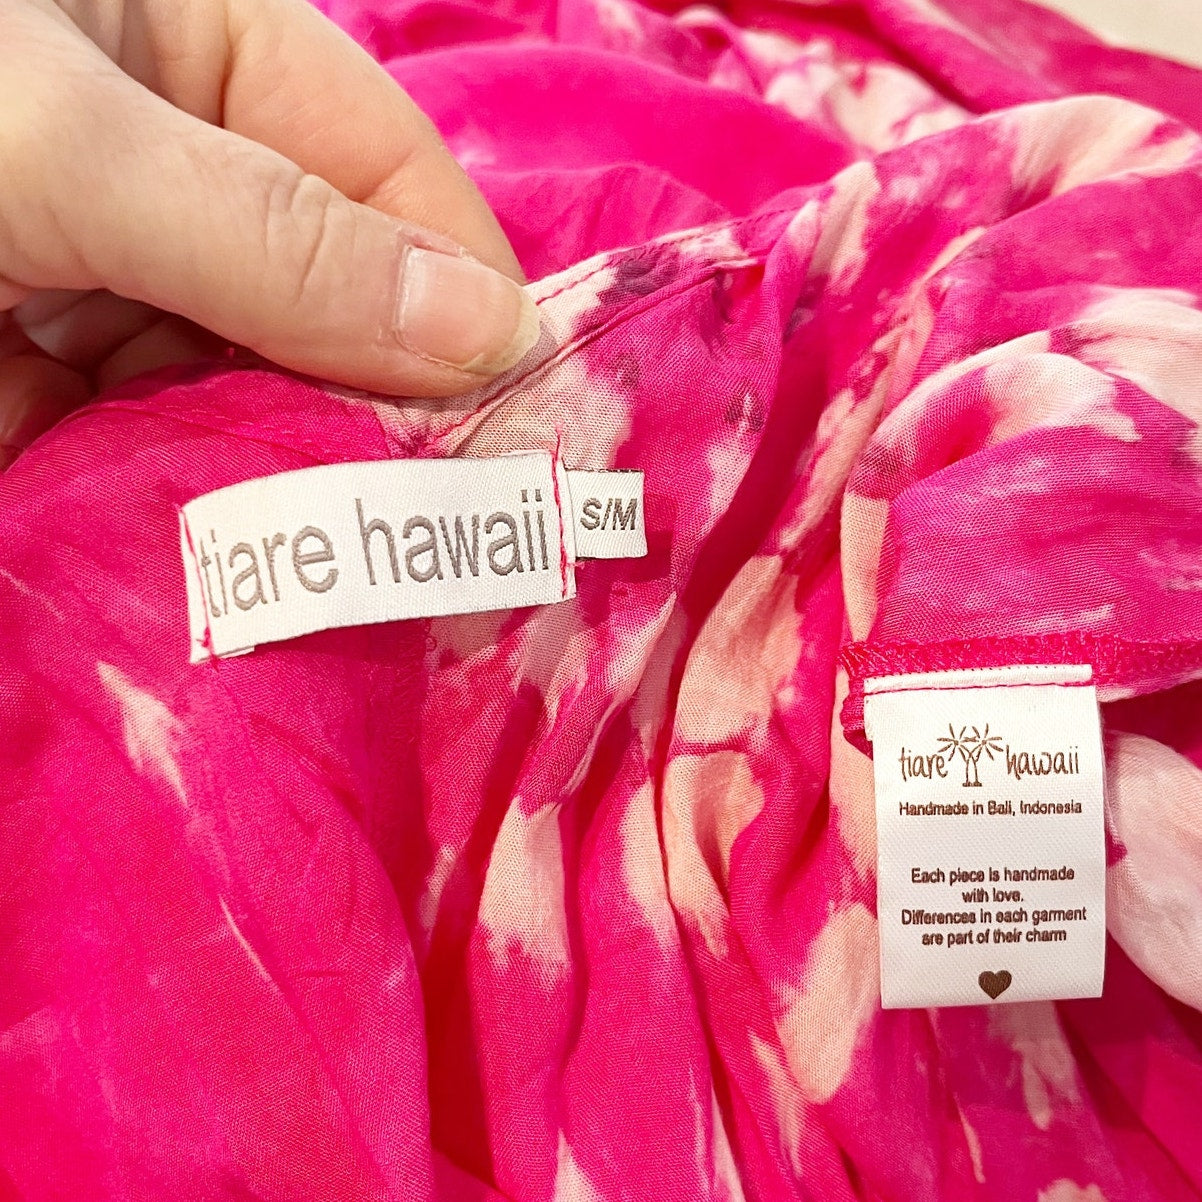 tiare hawaii
S/M
tiare hawaii
Handmade in Bali, Indonesia
Each piece is handmade
with love.
Differences in each garment
are part of their charm